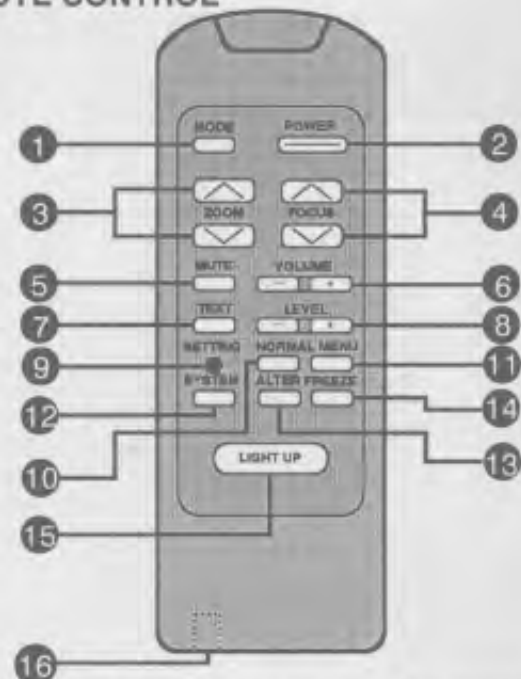 CONTROL
MODE POWER
1 2
3 ZOOM FOCUS 4
5 MUTE VOLUME 6
- +
7 TEXT LEVEL 8
- +
SETTING NORMAL MENU
9 11
SYSTEM ALTER FREEZE
12 14
10 13
LIGHT UP
15
16